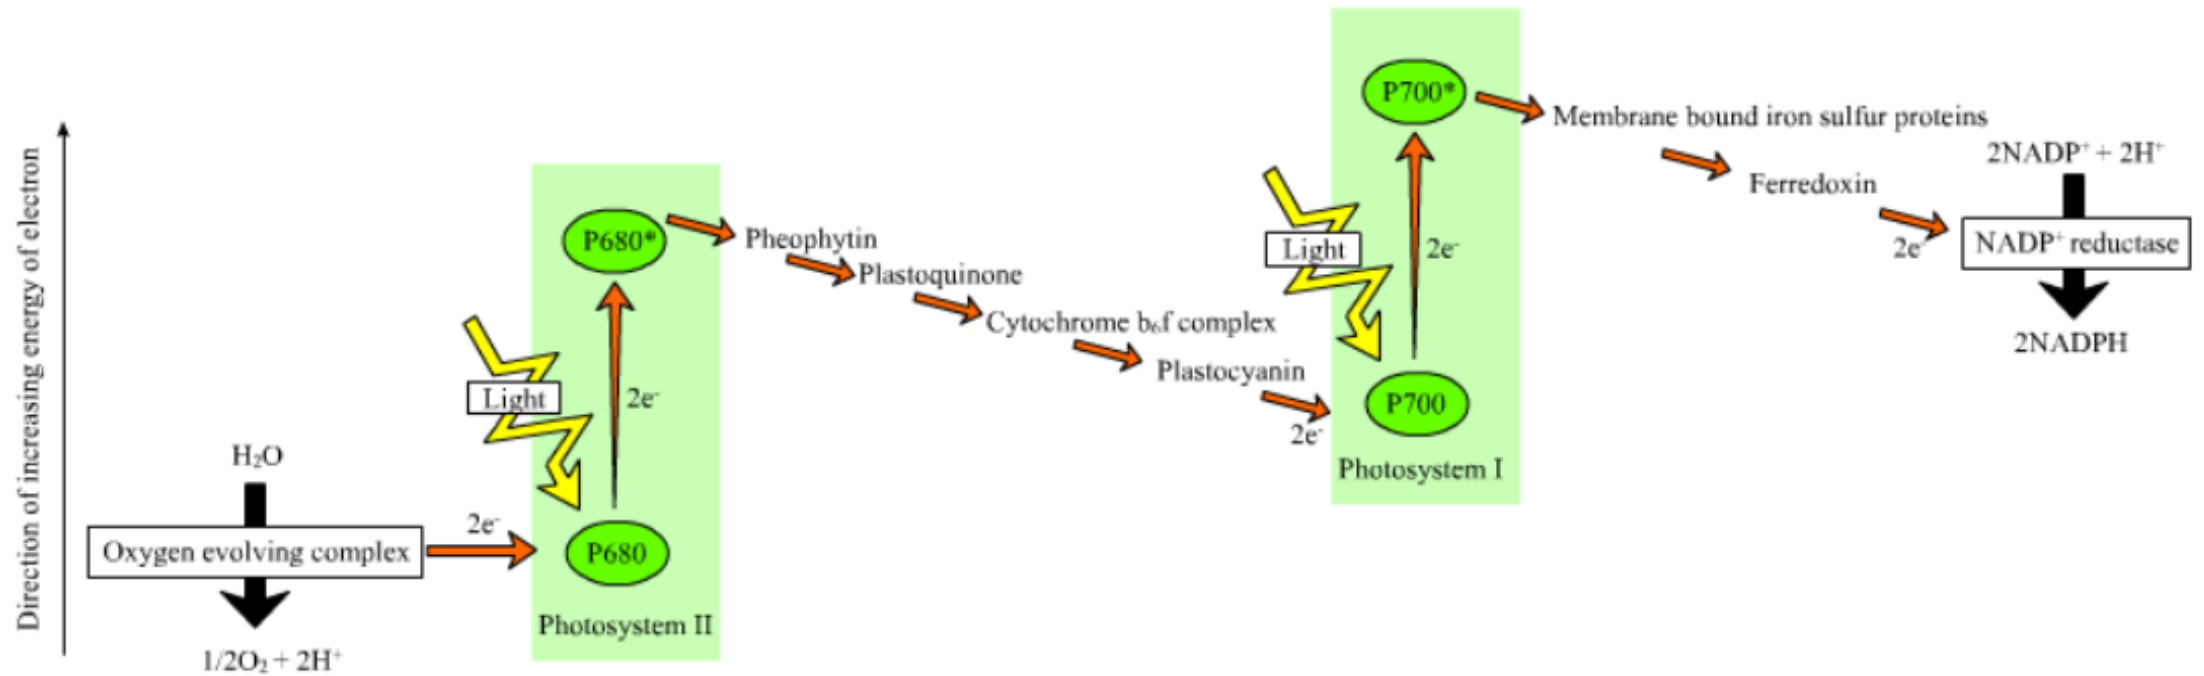 Direction of increasing energy of electron
H₂O
Oxygen evolving complex
1/2O₂ + 2H⁺
2e⁻
Light
P680*
2e⁻
P680
Photosystem II
Pheophytin
Plastoquinone
Cytochrome b₆f complex
Plastocyanin
2e⁻
Light
P700*
2e⁻
P700
Photosystem I
Membrane bound iron sulfur proteins
Ferredoxin
2e⁻
2NADP⁺ + 2H⁺
NADP⁺ reductase
2NADPH